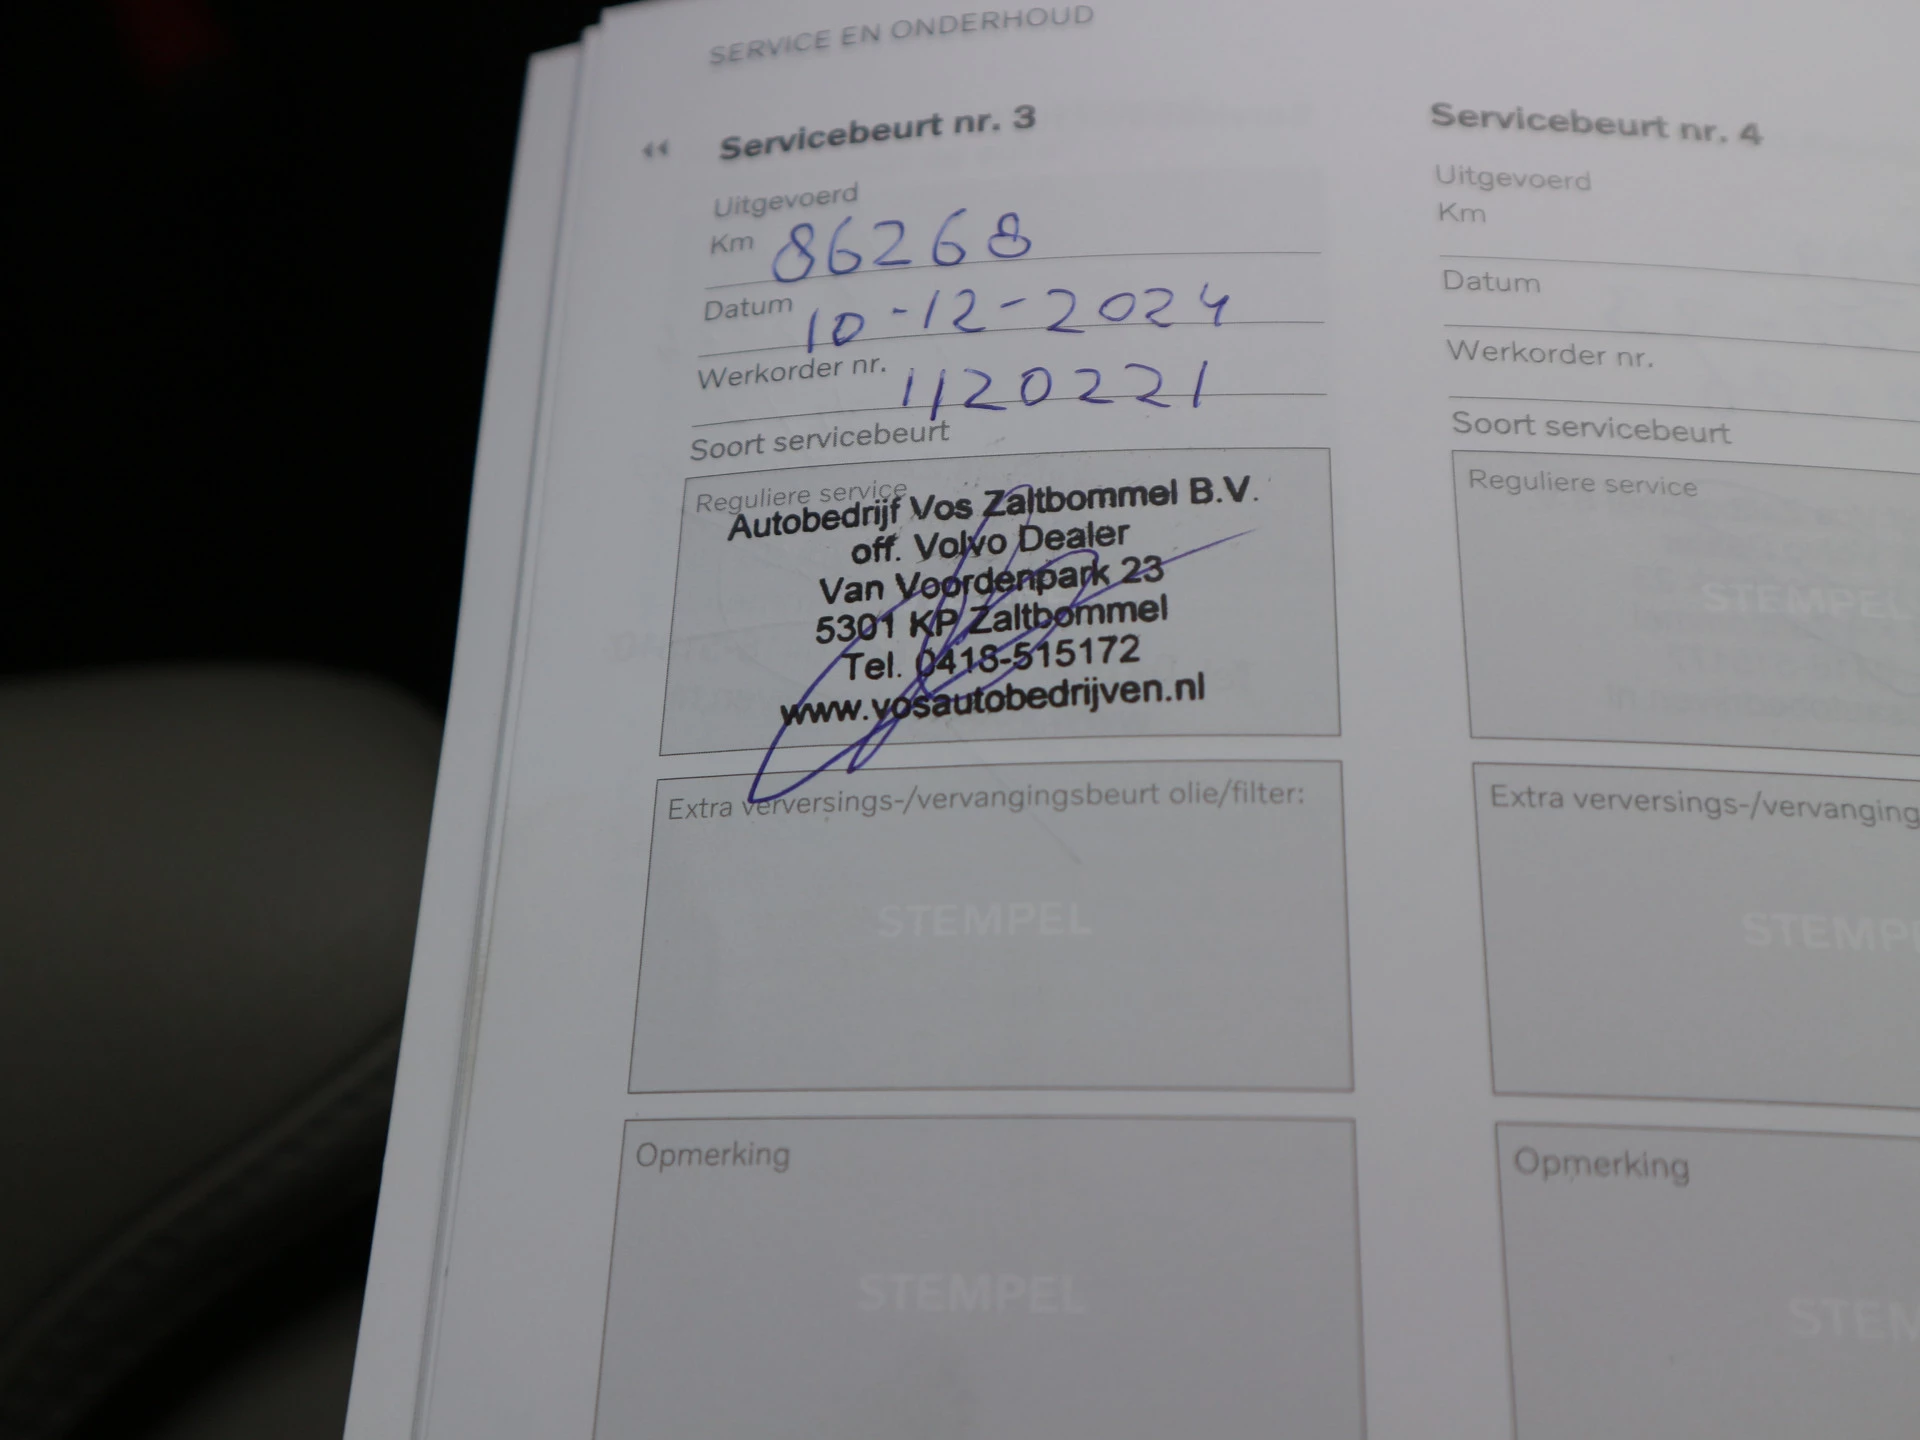 SERVICE EN ONDERHOUD
Servicebeurt nr. 3
Uitgevoerd
Km 86268
Datum 10-12-2024
Werkorder nr. 1120221
Soort servicebeurt
Reguliere service
Autobedrijf Vos Zaltbommel B.V.
off. Volvo Dealer
Van Voordenpark 23
5301 KP Zaltbommel
Tel. 0418-515172
www.vosautobedrijven.nl
Extra verversings-/vervangingsbeurt olie/filter:
STEMPEL
Opmerking
STEMPEL
Servicebeurt nr. 4
Uitgevoerd
Km
Datum
Werkorder nr.
Soort servicebeurt
Reguliere service
STEMPEL
Extra verversings-/vervanging
STEMP
Opmerking
STEM